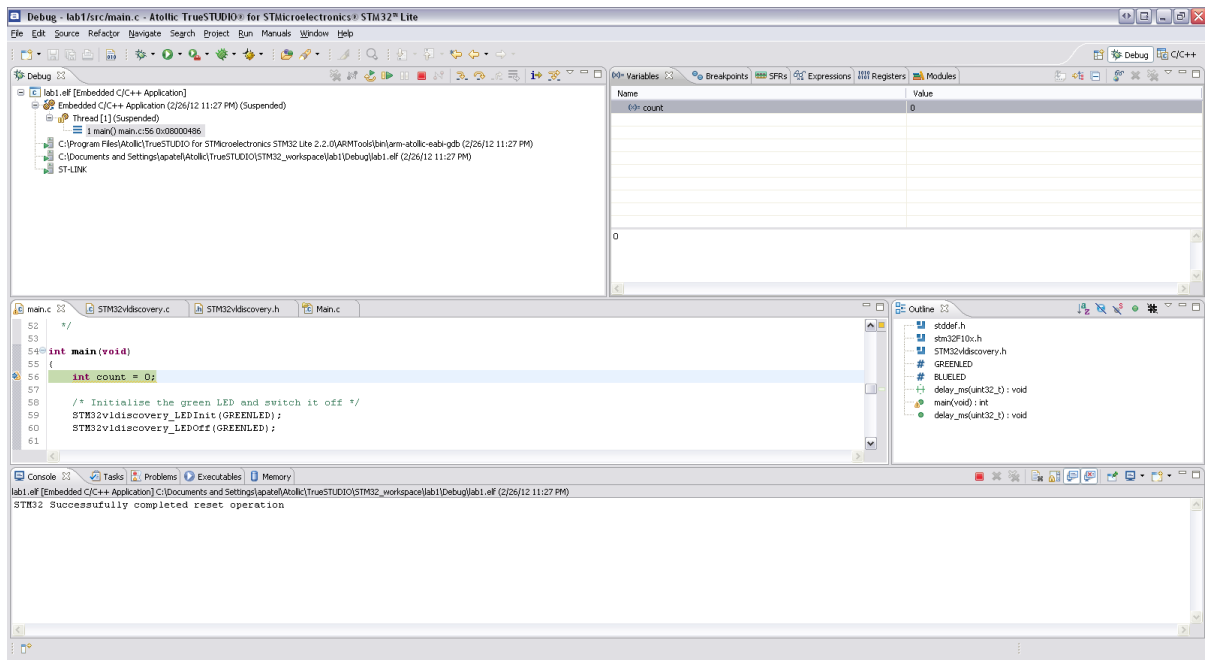 Debug - lab1/src/main.c - Atollic TrueSTUDIO® for STMicroelectronics® STM32™ Lite
File Edit Source Refactor Navigate Search Project Run Manuals Window Help
Debug C/C++
Debug
lab1.elf [Embedded C/C++ Application]
Embedded C/C++ Application (2/26/12 11:27 PM) (Suspended)
Thread [1] (Suspended)
1 main() main.c:56 0x08000486
C:\Program Files\Atollic\TrueSTUDIO for STMicroelectronics STM32 Lite 2.2.0\ARMTools\bin\arm-atollic-eabi-gdb (2/26/12 11:27 PM)
C:\Documents and Settings\apatel\Atollic\TrueSTUDIO\STM32_workspace\lab1\Debug\lab1.elf (2/26/12 11:27 PM)
ST-LINK
Variables Breakpoints SFRs Expressions Registers Modules
Name Value
count 0
0
main.c STM32vldiscovery.c STM32vldiscovery.h Main.c
52 */
53
54 int main(void)
55 {
56 int count = 0;
57
58 /* Initialise the green LED and switch it off */
59 STM32vldiscovery_LEDInit(GREENLED);
60 STM32vldiscovery_LEDOff(GREENLED);
61
Outline
stddef.h
stm32F10x.h
STM32vldiscovery.h
GREENLED
BLUELED
delay_ms(uint32_t) : void
main(void) : int
delay_ms(uint32_t) : void
Console Tasks Problems Executables Memory
lab1.elf [Embedded C/C++ Application] C:\Documents and Settings\apatel\Atollic\TrueSTUDIO\STM32_workspace\lab1\Debug\lab1.elf (2/26/12 11:27 PM)
STM32 Successufully completed reset operation